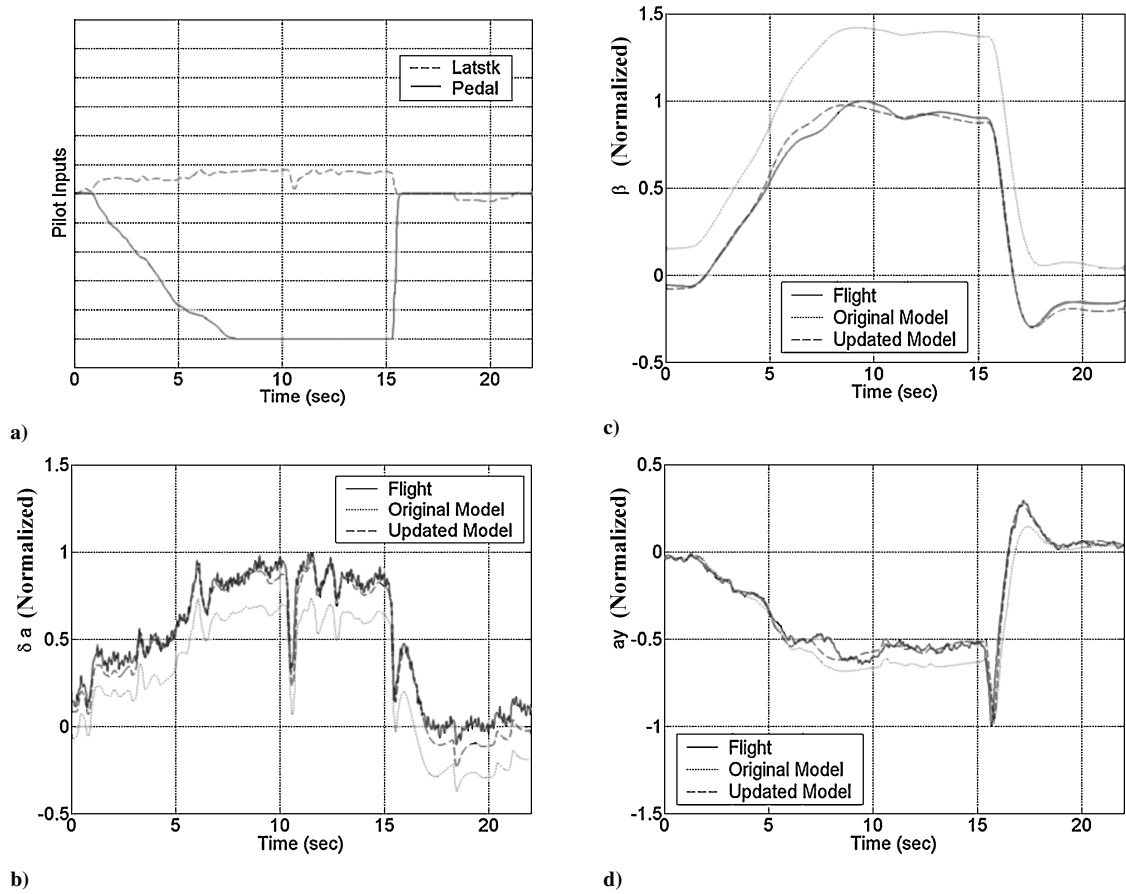 Pilot Inputs
Latstk
Pedal
0
5
10
15
20
Time (sec)
a)
β (Normalized)
1.5
1
0.5
0
-0.5
Flight
Original Model
Updated Model
0
5
10
15
20
Time (sec)
c)
δ a (Normalized)
1.5
1
0.5
0
-0.5
Flight
Original Model
Updated Model
0
5
10
15
20
Time (sec)
b)
ay (Normalized)
0.5
0
-0.5
-1
-1.5
Flight
Original Model
Updated Model
0
5
10
15
20
Time (sec)
d)